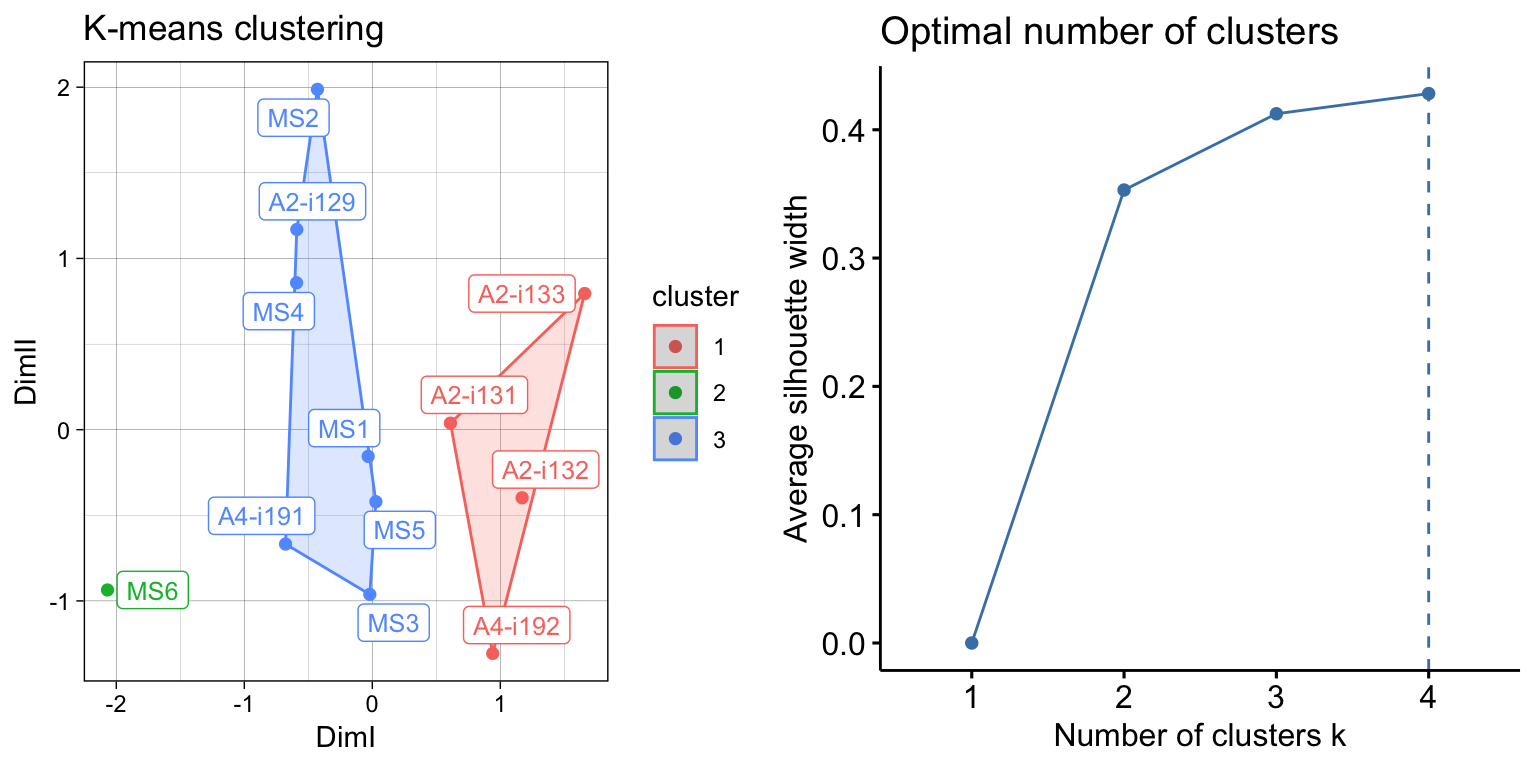 K-means clustering
2
1
0
-1
DimII
MS2
A2-i129
MS4
A2-i133
A2-i131
MS1
A2-i132
A4-i191
MS5
MS6
MS3
A4-i192
-2
-1
0
1
DimI
cluster
1
2
3
Optimal number of clusters
Average silhouette width
0.4
0.3
0.2
0.1
0.0
1
2
3
4
Number of clusters k